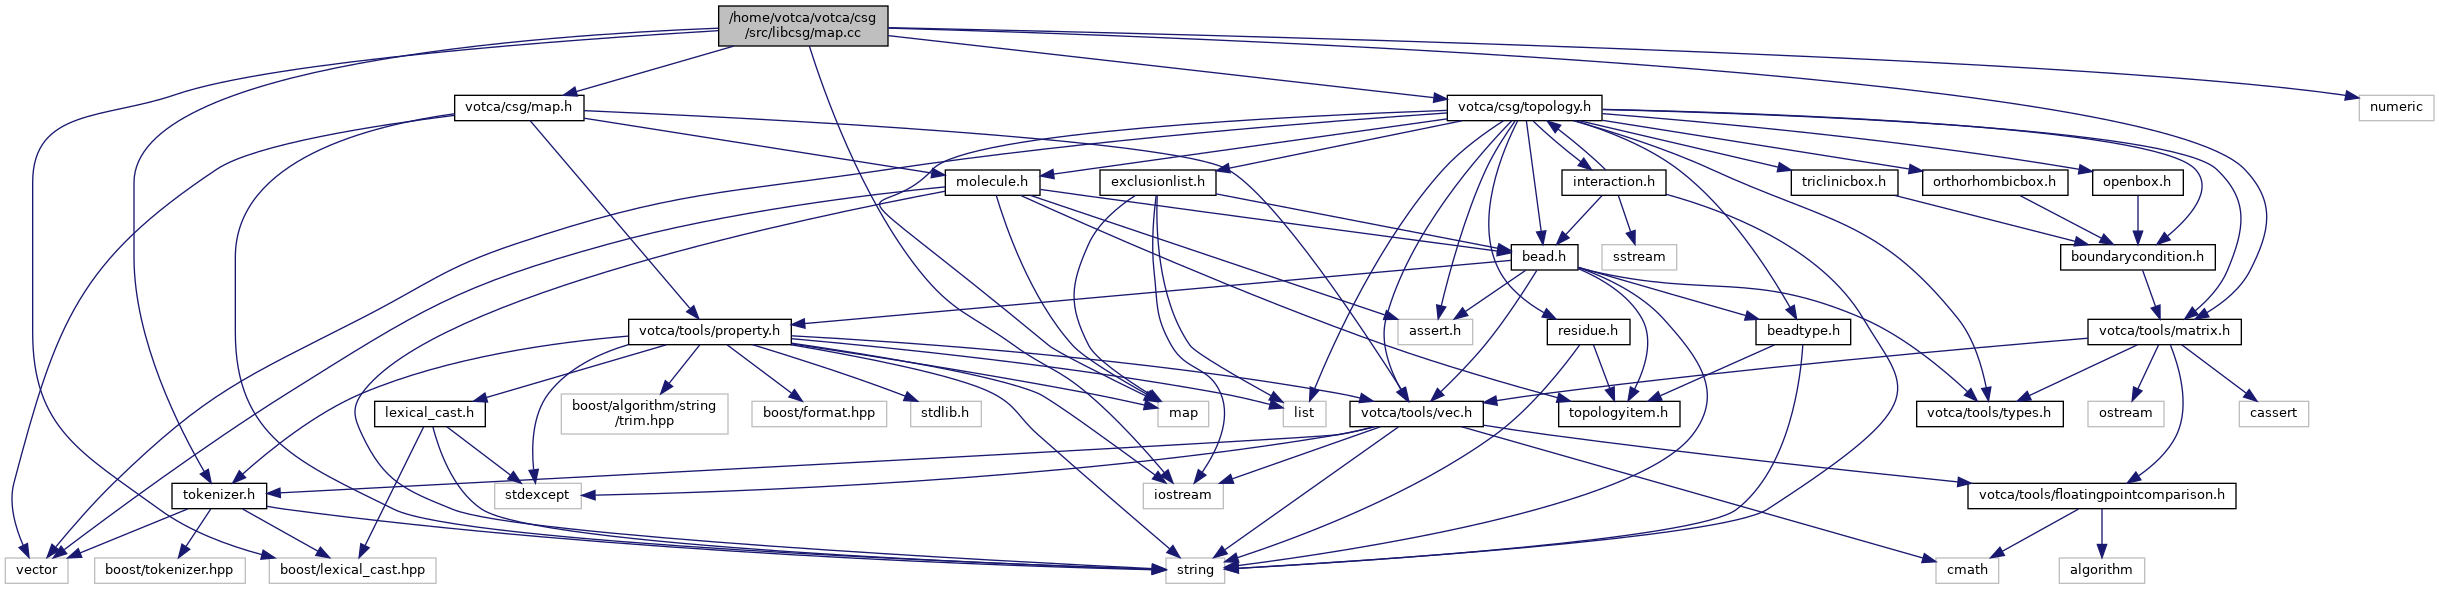 /home/votca/votca/csg
/src/libcsg/map.cc
votca/csg/map.h
votca/csg/topology.h
numeric
molecule.h
exclusionlist.h
interaction.h
triclinicbox.h
orthorhombicbox.h
openbox.h
bead.h
sstream
boundarycondition.h
votca/tools/property.h
assert.h
residue.h
beadtype.h
votca/tools/matrix.h
lexical_cast.h
boost/algorithm/string
/trim.hpp
boost/format.hpp
stdlib.h
map
list
votca/tools/vec.h
topologyitem.h
votca/tools/types.h
ostream
cassert
tokenizer.h
stdexcept
iostream
votca/tools/floatingpointcomparison.h
vector
boost/tokenizer.hpp
boost/lexical_cast.hpp
string
cmath
algorithm